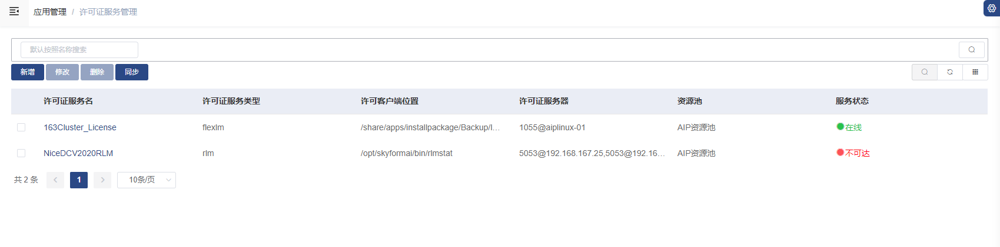 应用管理 / 许可证服务管理
默认按照名称搜索
新增 修改 删除 同步
许可证服务名 许可证服务类型 许可客户端位置 许可证服务器 资源池 服务状态
163Cluster_License flexlm /share/apps/installpackage/Backup/l... 1055@aiplinux-01 AIP资源池 在线
NiceDCV2020RLM rlm /opt/skyformai/bin/rlmstat 5053@192.168.167.25,5053@192.16... AIP资源池 不可达
共 2 条 1 10条/页